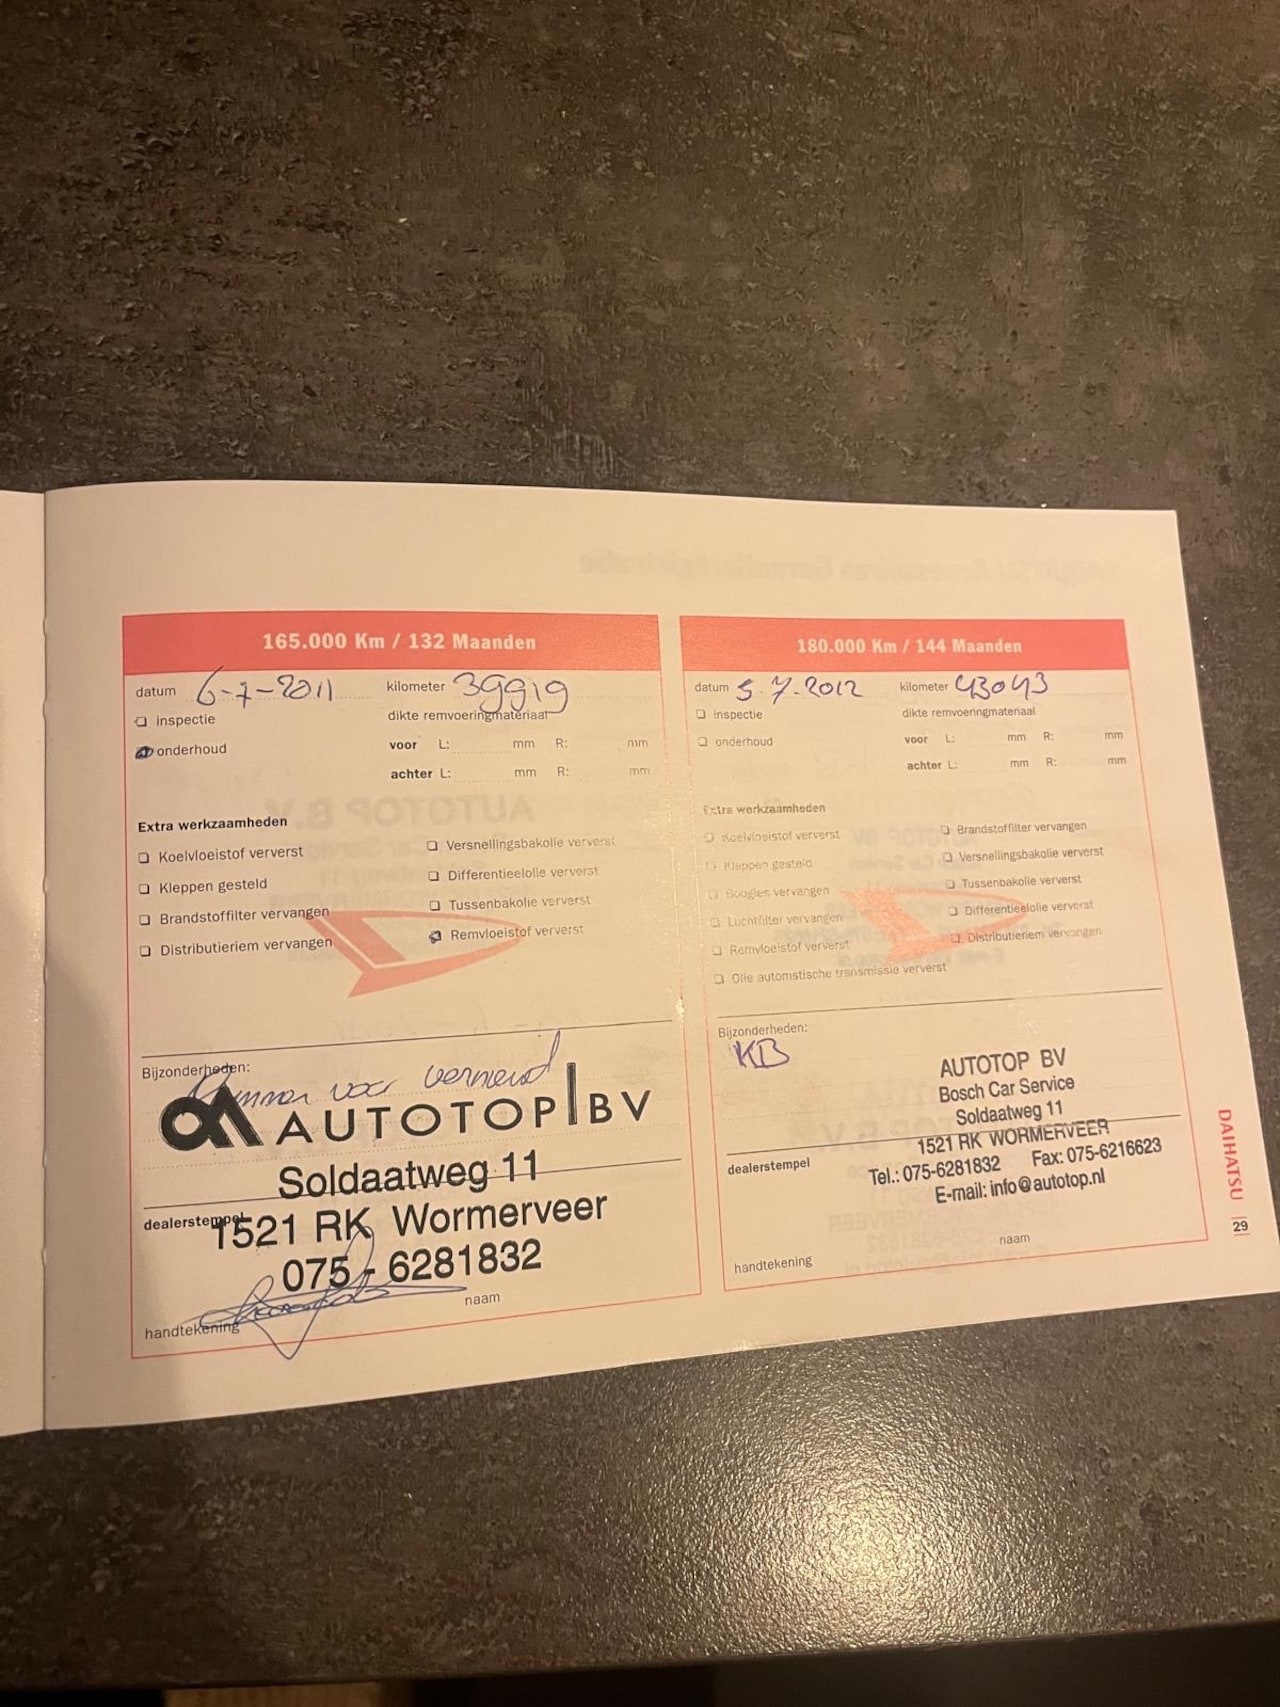 165.000 Km / 132 Maanden
datum 6-7-2011 kilometer 39919
inspectie dikte remvoeringmateriaal
onderhoud voor L: mm R: mm
achter L: mm R: mm
Extra werkzaamheden
Koelvloeistof ververst
Kleppen gesteld
Brandstoffilter vervangen
Distributieriem vervangen
Versnellingsbakolie ververst
Differentieelolie ververst
Tussenbakolie ververst
Remvloeistof ververst
Bijzonderheden:
voor vernieuwd
AUTOTOP BV
Soldaatweg 11
dealerstempel
1521 RK Wormerveer
075 - 6281832
naam
handtekening
180.000 Km / 144 Maanden
datum 5-7-2012 kilometer 43043
inspectie dikte remvoeringmateriaal
onderhoud voor L: mm R: mm
achter L: mm R: mm
Extra werkzaamheden
Koelvloeistof ververst
Kleppen gesteld
Bougies vervangen
Luchtfilter vervangen
Remvloeistof ververst
Olie automstische transmissie ververst
Brandstoffilter vervangen
Versnellingsbakolie ververst
Tussenbakolie ververst
Differentieelolie ververst
Distributieriem vervangen
Bijzonderheden:
KB
AUTOTOP BV
Bosch Car Service
Soldaatweg 11
1521 RK WORMERVEER
dealerstempel
Tel.: 075-6281832 Fax: 075-6216623
E-mail: info@autotop.nl
naam
handtekening
DAIHATSU
29